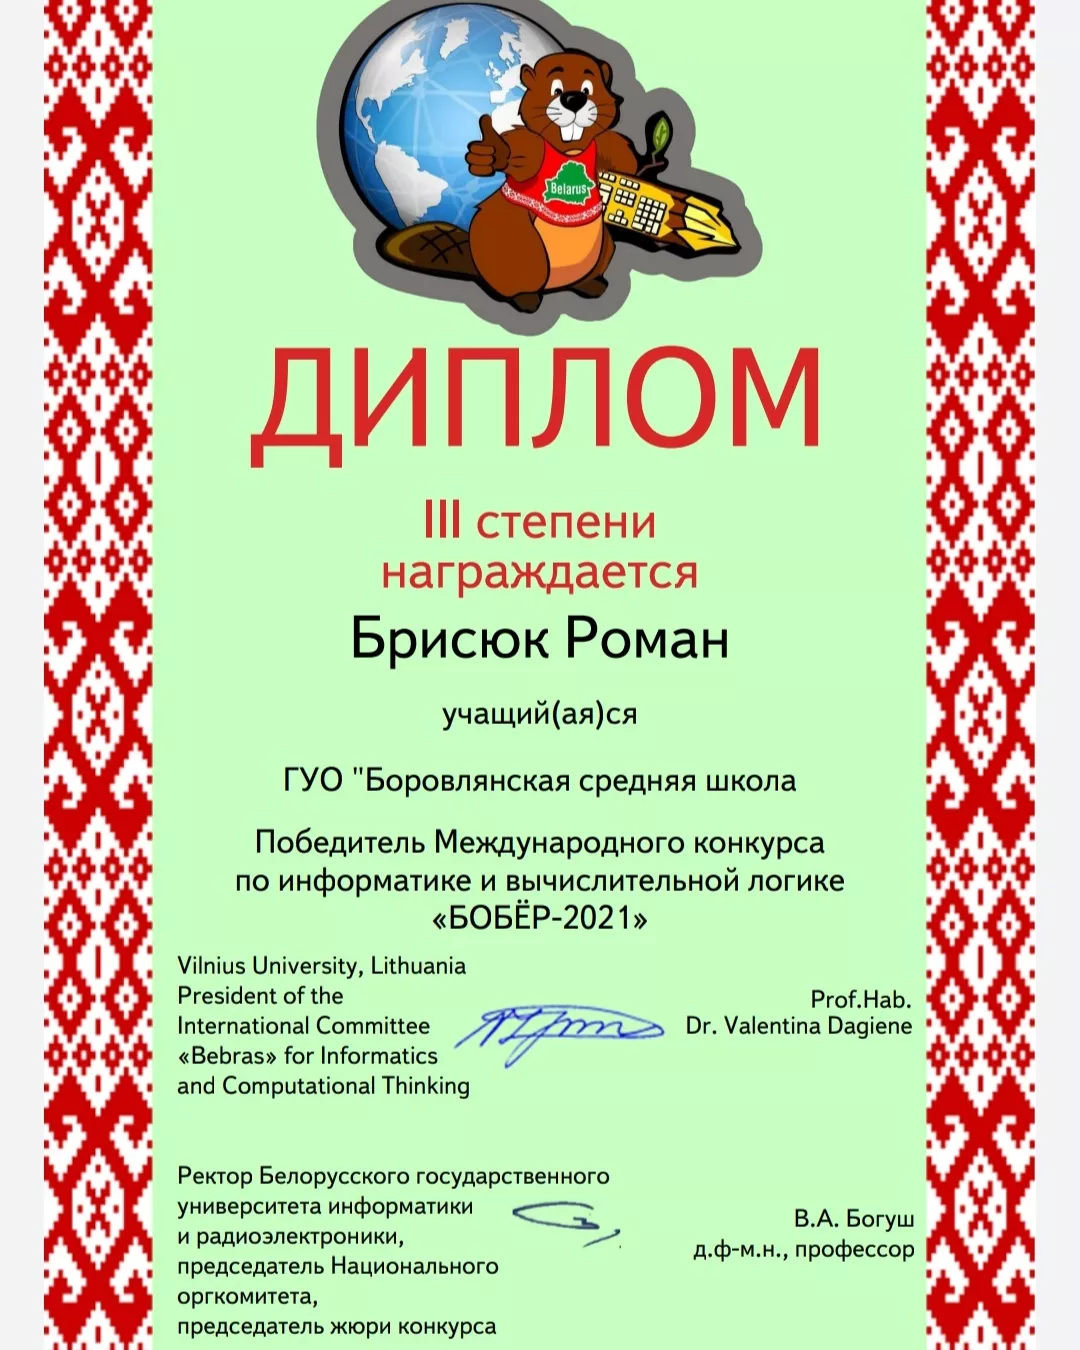 Belarus
ДИПЛОМ
III степени
награждается
Брисюк Роман
учащий(ая)ся
ГУО "Боровлянская средняя школа
Победитель Международного конкурса
по информатике и вычислительной логике
«БОБЁР-2021»
Vilnius University, Lithuania
President of the
International Committee
«Bebras» for Informatics
and Computational Thinking
Prof.Hab.
Dr. Valentina Dagiene
Ректор Белорусского государственного
университета информатики
и радиоэлектроники,
председатель Национального
оргкомитета,
председатель жюри конкурса
В.А. Богуш
д.ф-м.н., профессор